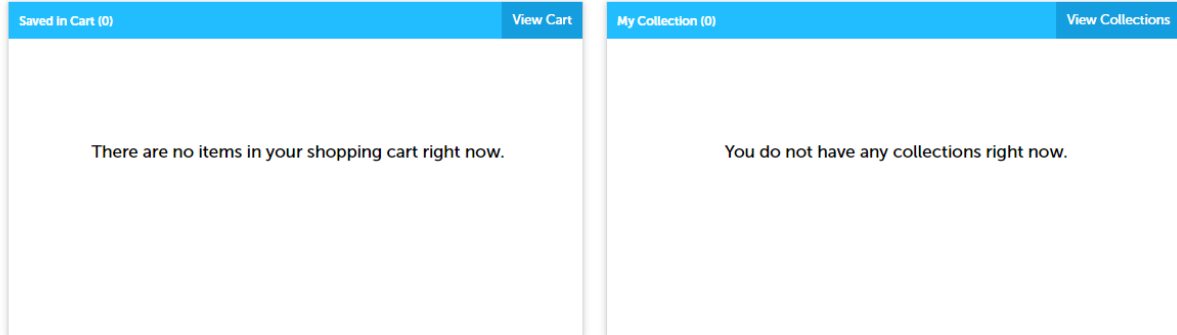 Saved in Cart (0)
View Cart
There are no items in your shopping cart right now.
My Collection (0)
View Collections
You do not have any collections right now.